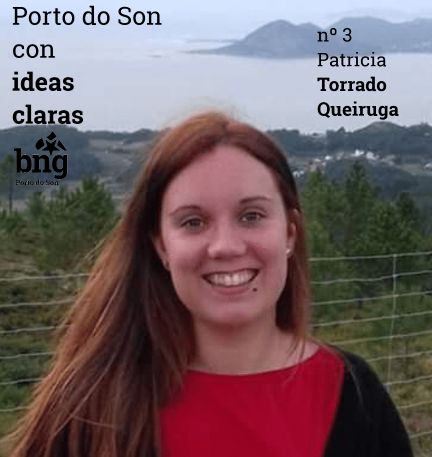 Porto do Son
con
ideas
claras
bng
Porto do Son
nº 3
Patricia
Torrado
Queiruga